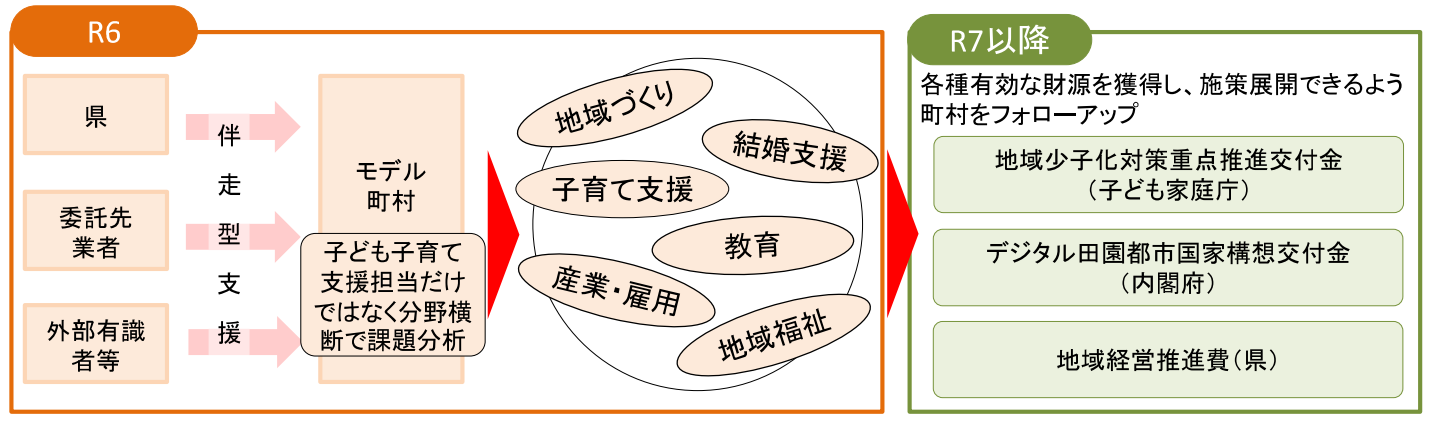 R6
県
委託先
業者
外部有識
者等
伴走型支援
モデル
町村
子ども子育て
支援担当だけ
ではなく分野横
断で課題分析
地域づくり
結婚支援
子育て支援
教育
産業・雇用
地域福祉
R7以降
各種有効な財源を獲得し、施策展開できるよう
町村をフォローアップ
地域少子化対策重点推進交付金
（子ども家庭庁）
デジタル田園都市国家構想交付金
（内閣府）
地域経営推進費（県）